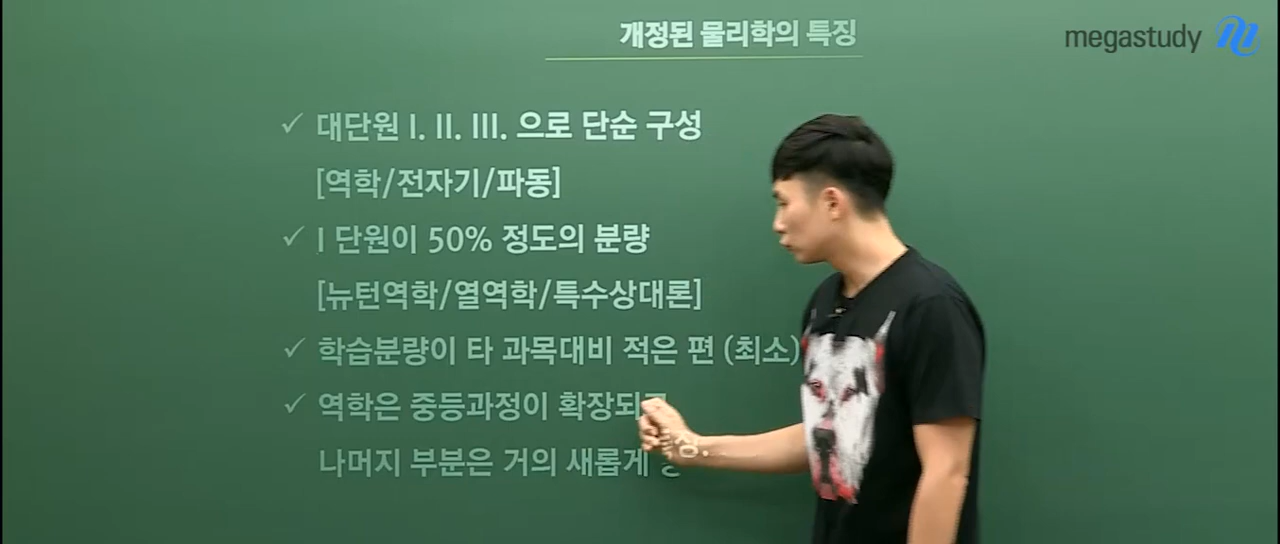 개정된 물리학의 특징
megastudy
✓ 대단원 I. II. III. 으로 단순 구성
[역학/전자기/파동]
✓ I 단원이 50% 정도의 분량
[뉴턴역학/열역학/특수상대론]
✓ 학습분량이 타 과목대비 적은 편 (최소)
✓ 역학은 중등과정이 확장되고
나머지 부분은 거의 새롭게